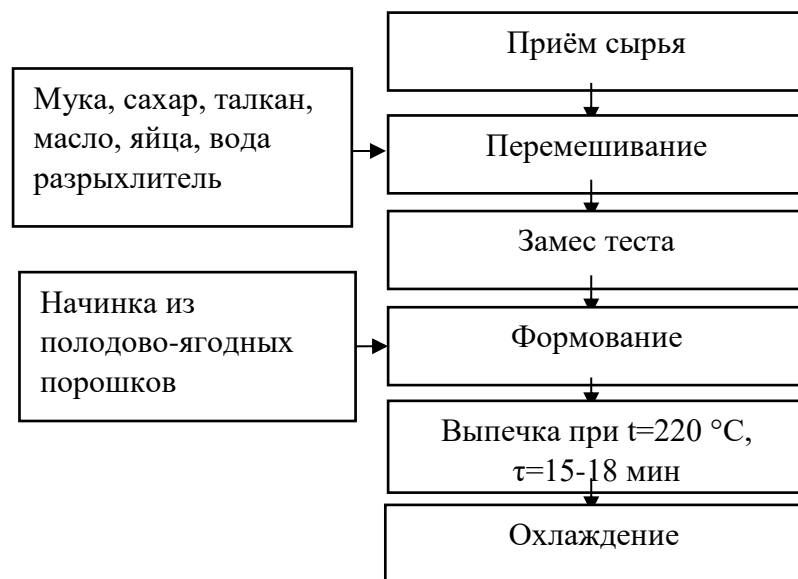 Приём сырья
Мука, сахар, талкан,
масло, яйца, вода
разрыхлитель
Перемешивание
Замес теста
Начинка из
полодово-ягодных
порошков
Формование
Выпечка при t=220 °C,
τ=15-18 мин
Охлаждение